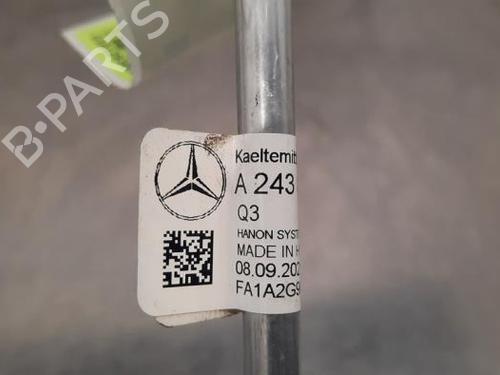 B-PARTS
Kaeltemit
A 243
Q3
HANON SYST
MADE IN H
08.09.202
FA1A2G9